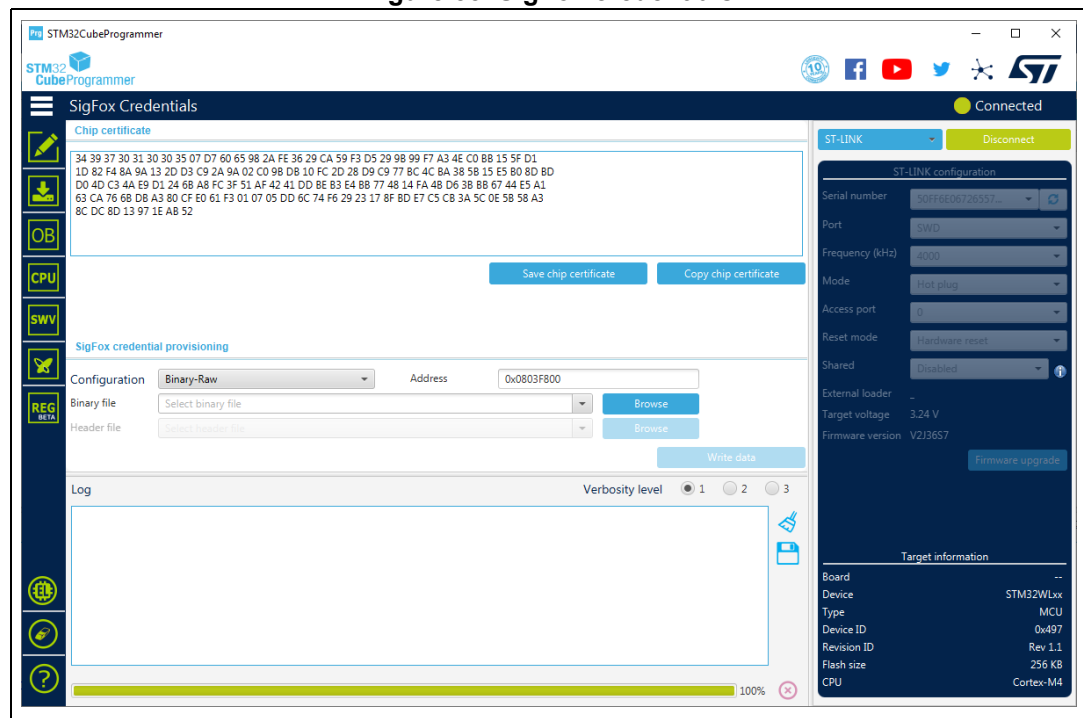 STM32CubeProgrammer
STM32
CubeProgrammer
SigFox Credentials
Connected
Chip certificate
34 39 37 30 31 30 30 35 07 D7 60 65 98 2A FE 36 29 CA 59 F3 D5 29 9B 99 F7 A3 4E C0 BB 15 5F D1
1D 82 F4 8A 9A 13 2D D3 C9 2A 9A 02 C0 9B DB 10 FC 2D 28 D9 C9 77 BC 4C BA 38 5B 15 E5 B0 8D BD
D0 4D C3 4A E9 D1 24 6B A8 FC 3F 51 AF 42 41 DD BE B3 E4 BB 77 48 14 FA 4B D6 3B BB 67 44 E5 A1
63 CA 76 6B DB A3 80 CF E0 61 F3 01 07 05 DD 6C 74 F6 29 23 17 8F BD E7 C5 CB 3A 5C 0E 5B 58 A3
8C DC 8D 13 97 1E AB 52
Save chip certificate
Copy chip certificate
SigFox credential provisioning
Configuration Binary-Raw Address 0x0803F800
Binary file Select binary file Browse
Header file Select header file Browse
Write data
Log Verbosity level 1 2 3
100%
ST-LINK Disconnect
ST-LINK configuration
Serial number 50FF6E06726557...
Port SWD
Frequency (kHz) 4000
Mode Hot plug
Access port 0
Reset mode Hardware reset
Shared Disabled
External loader _
Target voltage 3.24 V
Firmware version V2J36S7
Firmware upgrade
Target information
Board --
Device STM32WLxx
Type MCU
Device ID 0x497
Revision ID Rev 1.1
Flash size 256 KB
CPU Cortex-M4
Prg
OB
CPU
SWV
REG
BETA
10
ST